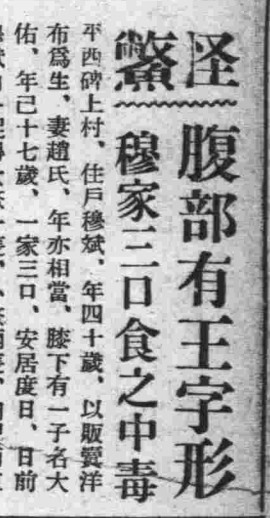 怪鱉
腹部有王字形
穆家三口食之中毒
平西碑上村、住戶穆斌、年四十歲、以販賣洋
布爲生、妻趙氏、年亦相當、膝下有一子名大
佑、年已十七歲、一家三口、安居度日、日前